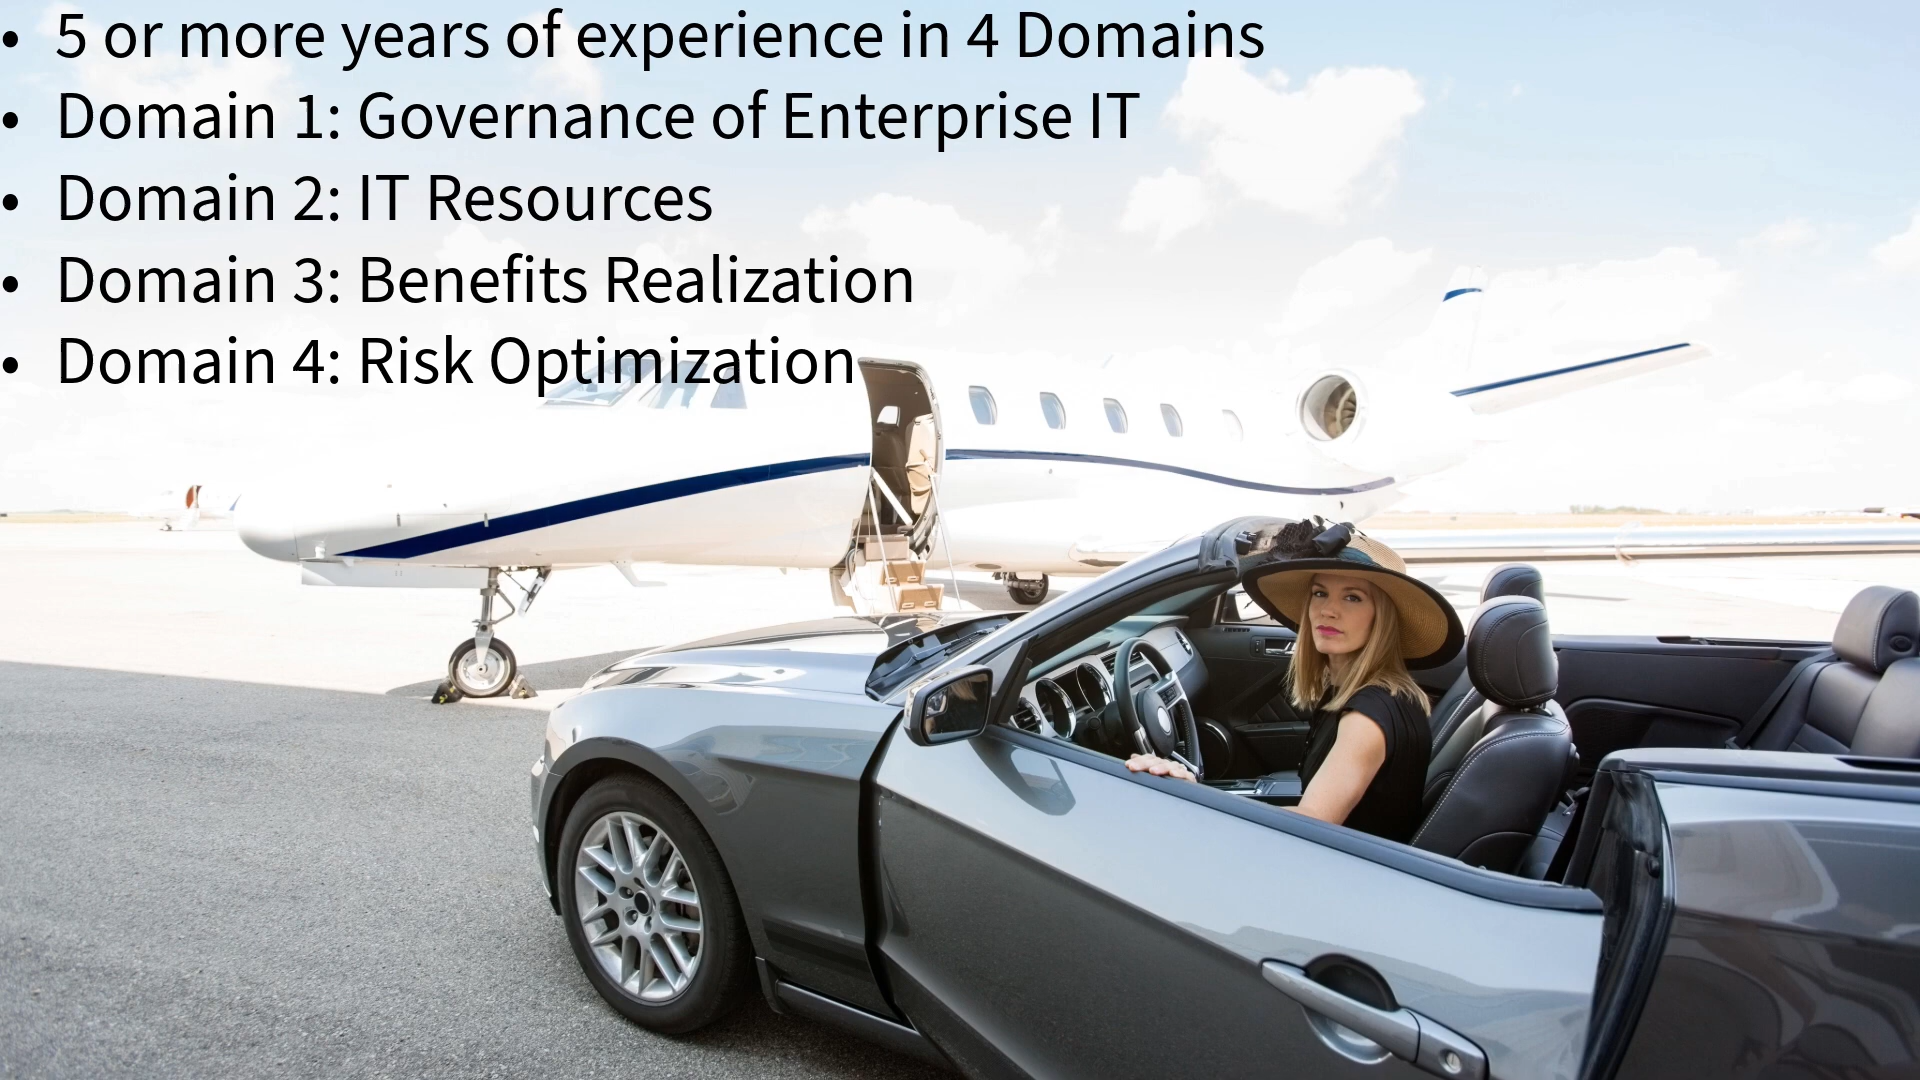 • 5 or more years of experience in 4 Domains
• Domain 1: Governance of Enterprise IT
• Domain 2: IT Resources
• Domain 3: Benefits Realization
• Domain 4: Risk Optimization